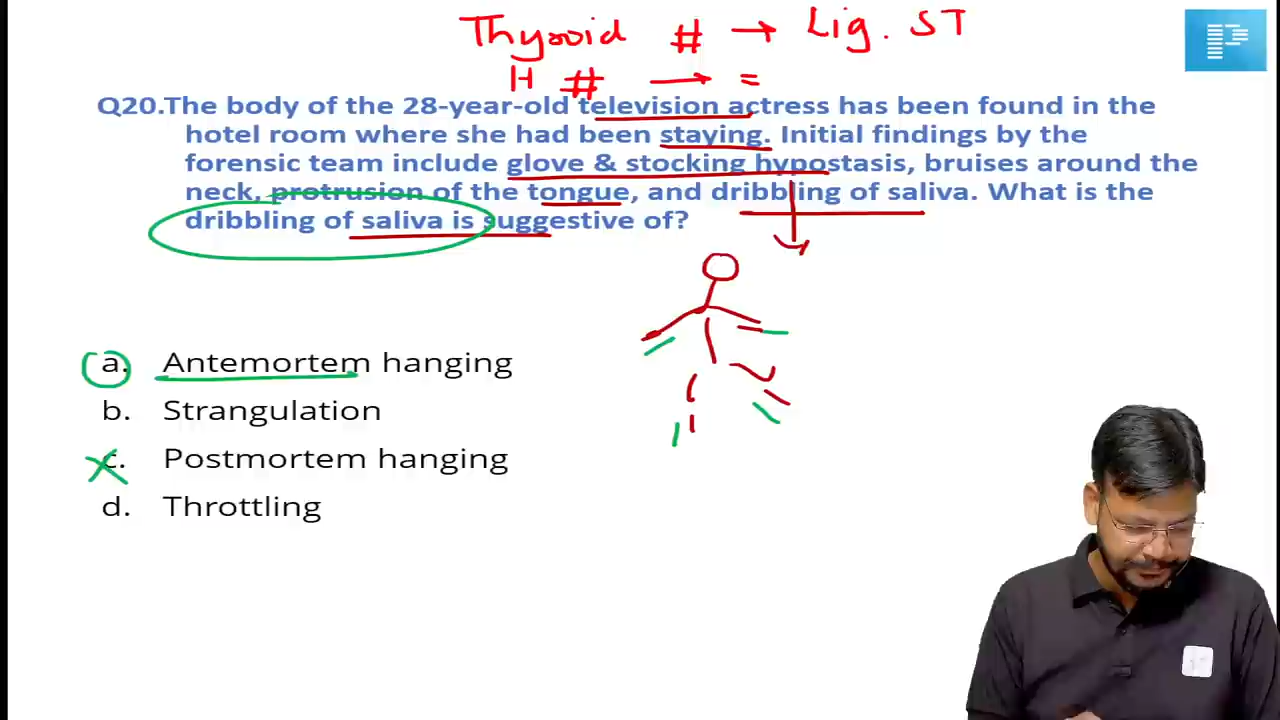 Thyroid # → Lig. ST
H # → =
Q20.The body of the 28-year-old television actress has been found in the
hotel room where she had been staying. Initial findings by the
forensic team include glove & stocking hypostasis, bruises around the
neck, protrusion of the tongue, and dribbling of saliva. What is the
dribbling of saliva is suggestive of?
a. Antemortem hanging
b. Strangulation
c. Postmortem hanging
d. Throttling